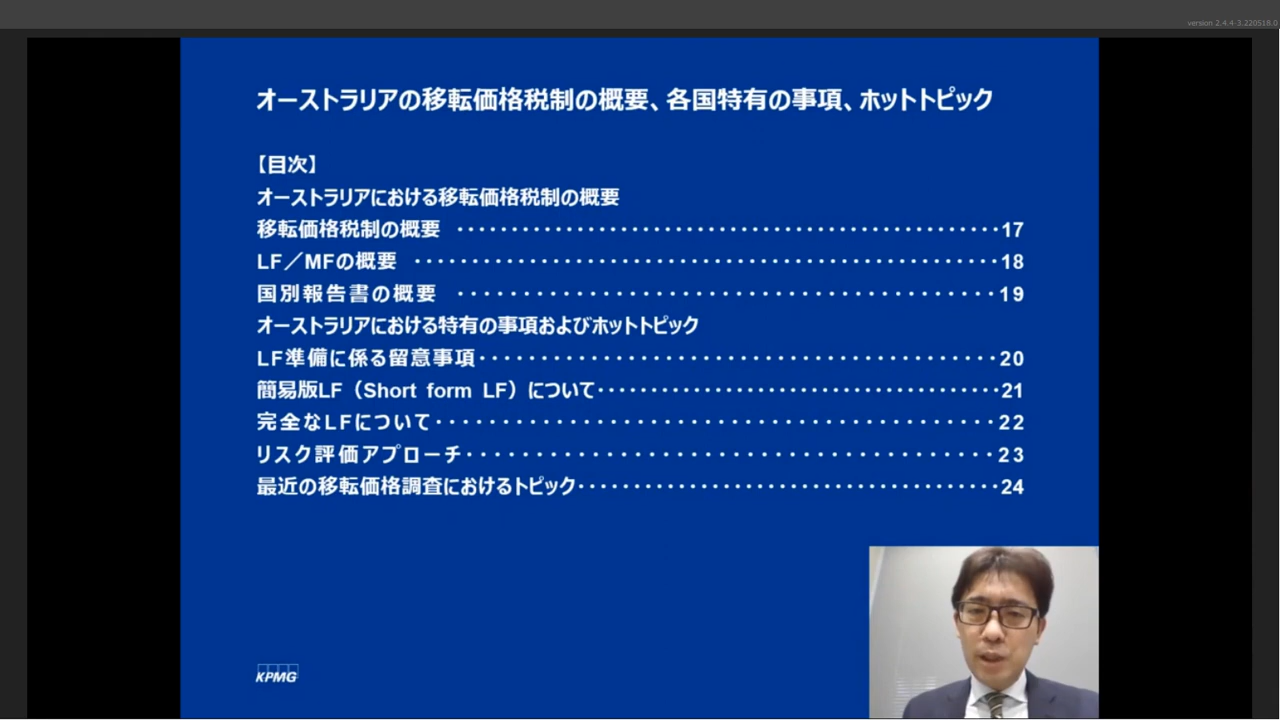 version 2.4.4-3.220518.0
オーストラリアの移転価格税制の概要、各国特有の事項、ホットトピック
【目次】
オーストラリアにおける移転価格税制の概要
移転価格税制の概要 ・・・・・・・・・・・・・・・・・・・・・・・・・・・・・・17
LF／MFの概要 ・・・・・・・・・・・・・・・・・・・・・・・・・・・・・・・・18
国別報告書の概要 ・・・・・・・・・・・・・・・・・・・・・・・・・・・・・19
オーストラリアにおける特有の事項およびホットトピック
LF準備に係る留意事項・・・・・・・・・・・・・・・・・・・・・・・・・・・・・20
簡易版LF（Short form LF）について・・・・・・・・・・・・・・・・・・・・・・21
完全なLFについて・・・・・・・・・・・・・・・・・・・・・・・・・・・・・・22
リスク評価アプローチ・・・・・・・・・・・・・・・・・・・・・・・・・・・・23
最近の移転価格調査におけるトピック・・・・・・・・・・・・・・・・・・・・・・・24
KPMG